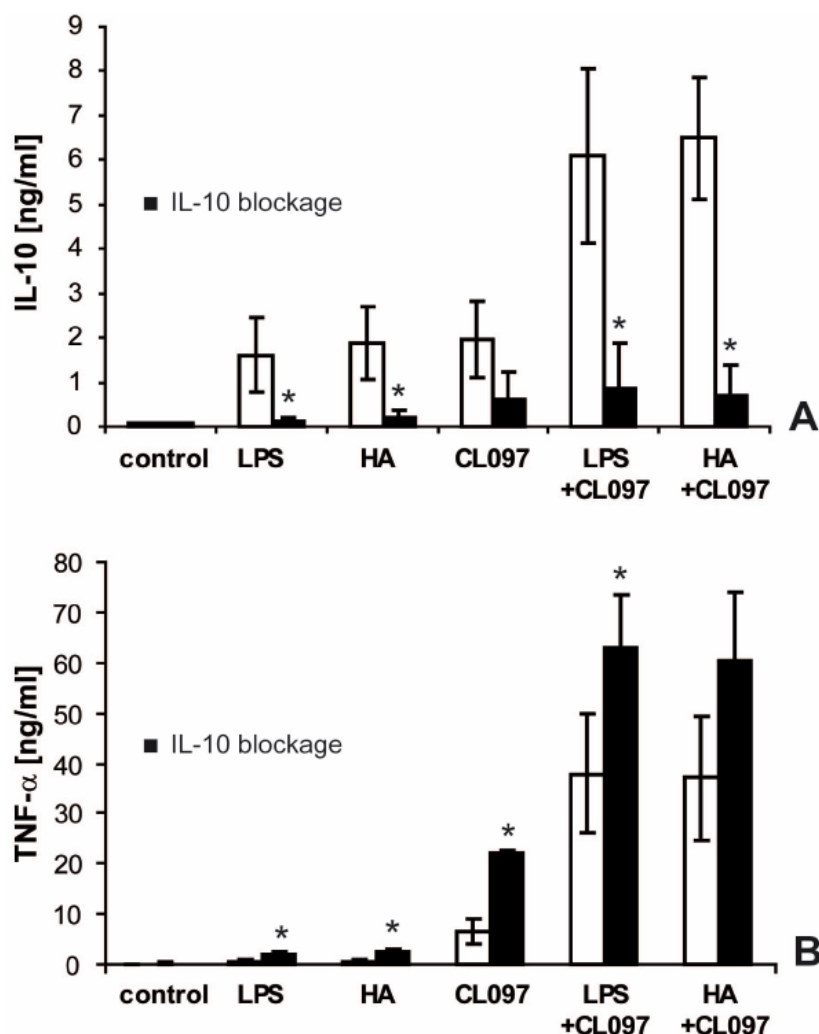 9
8
7
6
5
4
3
2
1
0
IL-10 [ng/ml]
■ IL-10 blockage
* * * *
control LPS HA CL097 LPS HA
+CL097 +CL097
A
80
70
60
50
40
30
20
10
0
TNF-α [ng/ml]
■ IL-10 blockage
* * * *
control LPS HA CL097 LPS HA
+CL097 +CL097
B